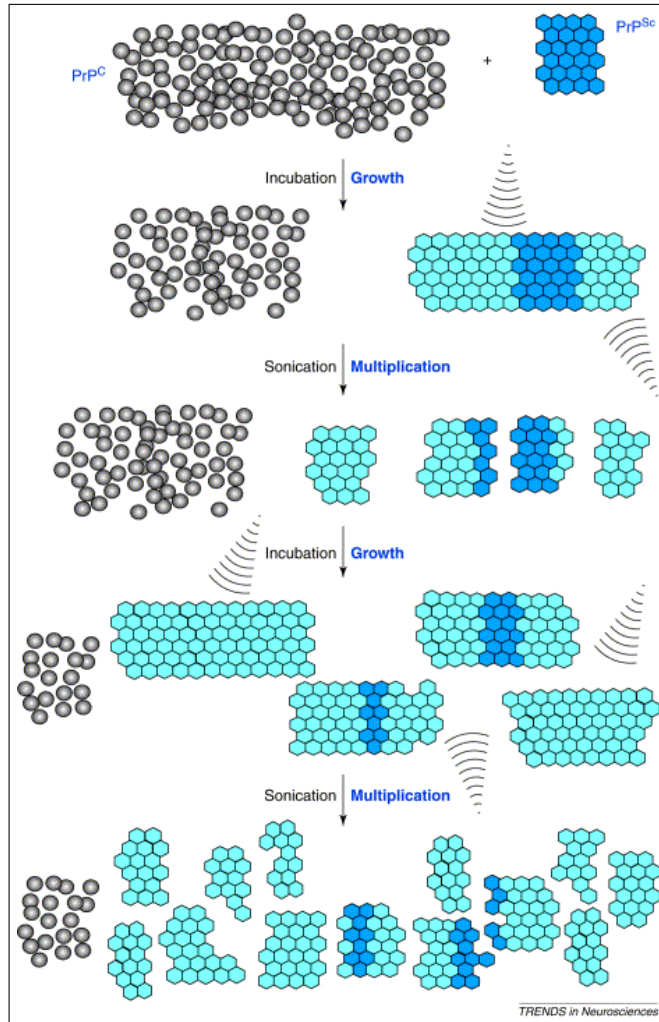 PrP^C + PrP^Sc
Incubation Growth
Sonication Multiplication
Incubation Growth
Sonication Multiplication
TRENDS in Neurosciences